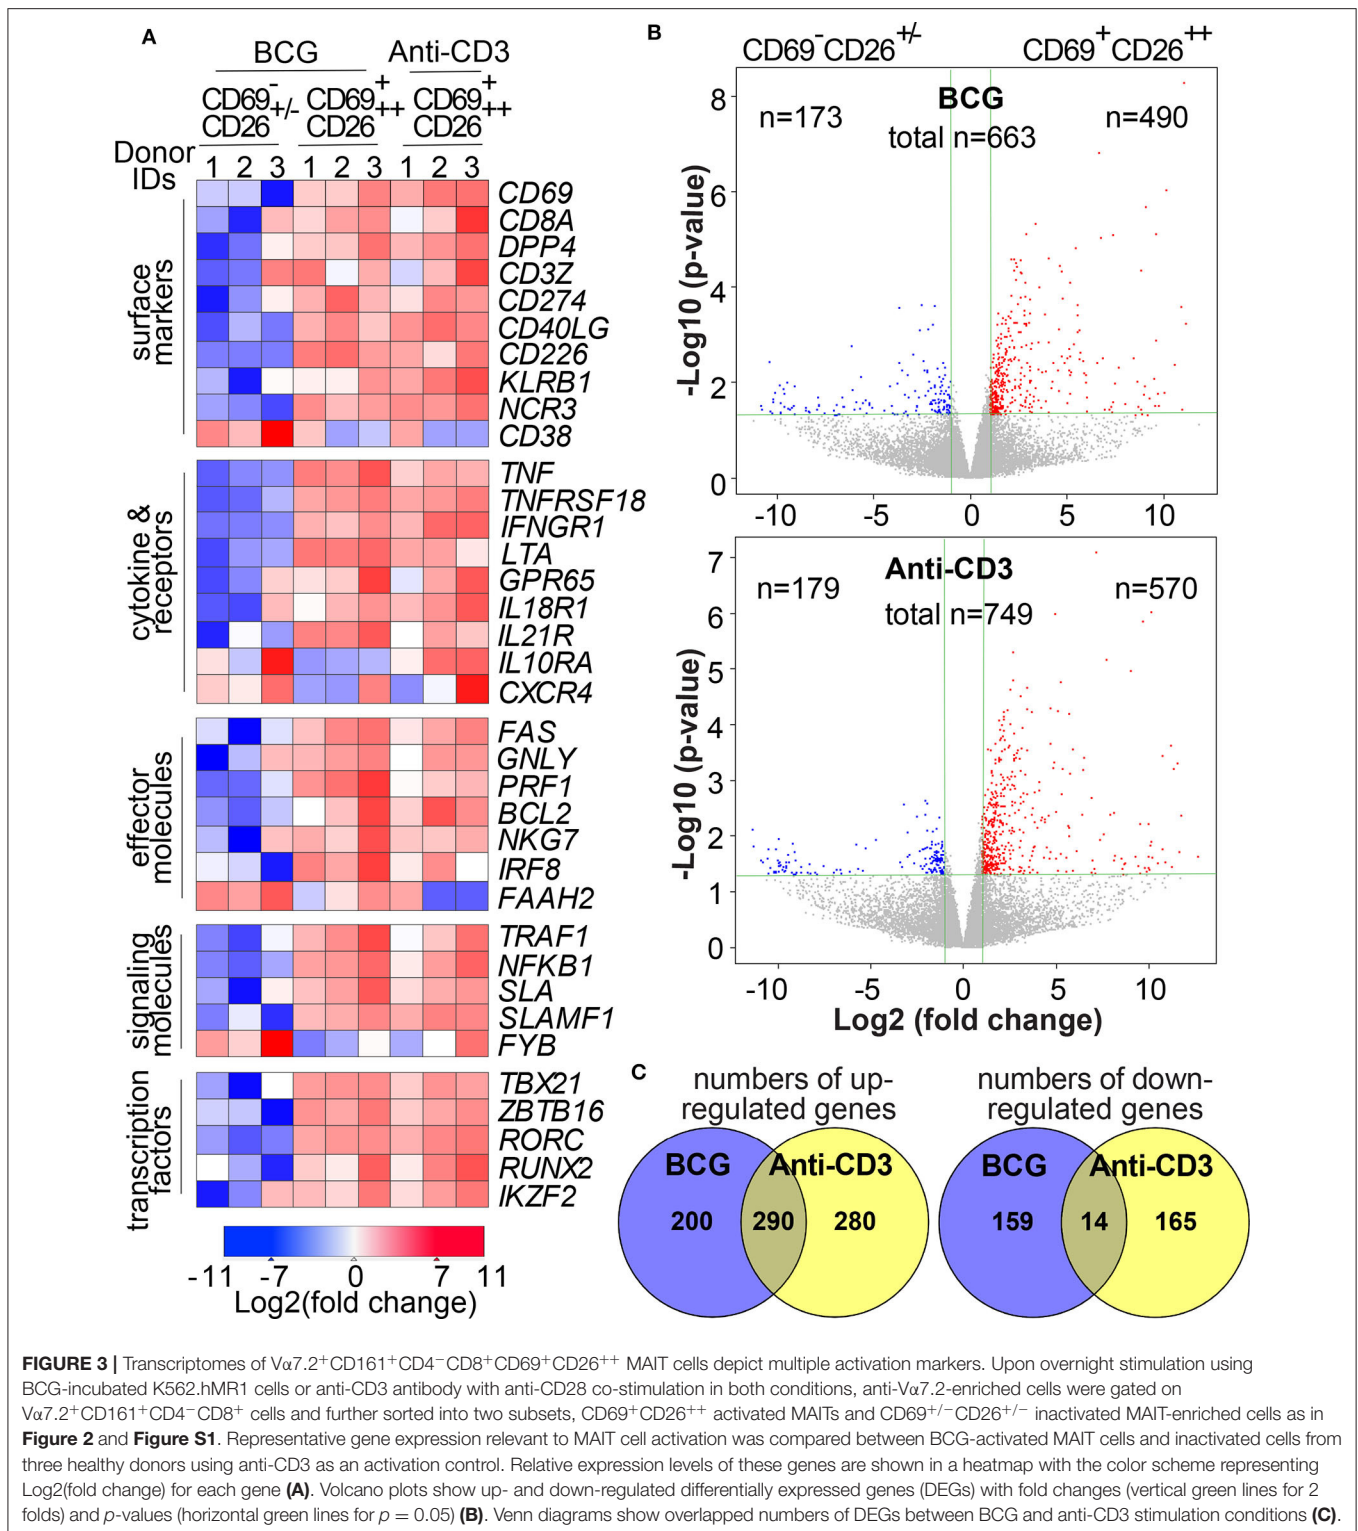 A
BCG
Anti-CD3
CD69⁻ CD69⁺ CD69⁺
CD26⁺/⁻ CD26⁺⁺ CD26⁺⁺
Donor IDs
1 2 3 1 2 3 1 2 3
surface markers
CD69
CD8A
DPP4
CD3Z
CD274
CD40LG
CD226
KLRB1
NCR3
CD38
cytokine & receptors
TNF
TNFRSF18
IFNGR1
LTA
GPR65
IL18R1
IL21R
IL10RA
CXCR4
effector molecules
FAS
GNLY
PRF1
BCL2
NKG7
IRF8
FAAH2
signaling molecules
TRAF1
NFKB1
SLA
SLAMF1
FYB
transcription factors
TBX21
ZBTB16
RORC
RUNX2
IKZF2
-11 -7 0 7 11
Log2(fold change)
B
CD69⁻CD26⁺/⁻ CD69⁺CD26⁺⁺
BCG
n=173 total n=663 n=490
-Log10 (p-value)
8
6
4
2
0
-10 -5 0 5 10
Anti-CD3
n=179 total n=749 n=570
-Log10 (p-value)
7
6
5
4
3
2
1
0
-10 -5 0 5 10
Log2 (fold change)
C
numbers of up-
regulated genes
BCG Anti-CD3
200 290 280
numbers of down-
regulated genes
BCG Anti-CD3
159 14 165
FIGURE 3 | Transcriptomes of Vα7.2⁺CD161⁺CD4⁻CD8⁺CD69⁺CD26⁺⁺ MAIT cells depict multiple activation markers. Upon overnight stimulation using
BCG-incubated K562.hMR1 cells or anti-CD3 antibody with anti-CD28 co-stimulation in both conditions, anti-Vα7.2-enriched cells were gated on
Vα7.2⁺CD161⁺CD4⁻CD8⁺ cells and further sorted into two subsets, CD69⁺CD26⁺⁺ activated MAITs and CD69⁺/⁻CD26⁺/⁻ inactivated MAIT-enriched cells as in
Figure 2 and Figure S1. Representative gene expression relevant to MAIT cell activation was compared between BCG-activated MAIT cells and inactivated cells from
three healthy donors using anti-CD3 as an activation control. Relative expression levels of these genes are shown in a heatmap with the color scheme representing
Log2(fold change) for each gene (A). Volcano plots show up- and down-regulated differentially expressed genes (DEGs) with fold changes (vertical green lines for 2
folds) and p-values (horizontal green lines for p = 0.05) (B). Venn diagrams show overlapped numbers of DEGs between BCG and anti-CD3 stimulation conditions (C).